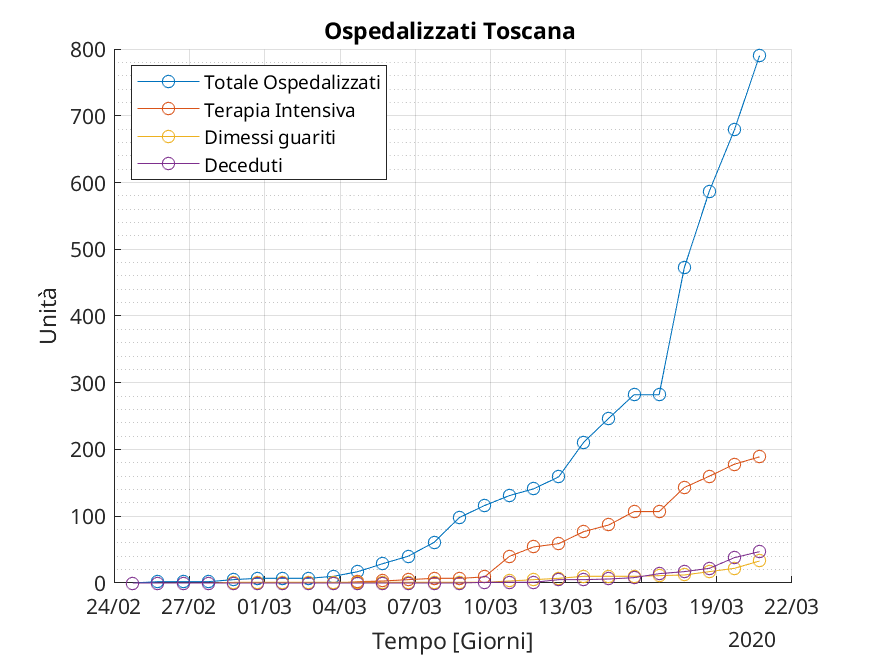 Ospedalizzati Toscana
800
700
600
500
400
300
200
100
0
Unità
Totale Ospedalizzati
Terapia Intensiva
Dimessi guariti
Deceduti
24/02 27/02 01/03 04/03 07/03 10/03 13/03 16/03 19/03 22/03
Tempo [Giorni]
2020